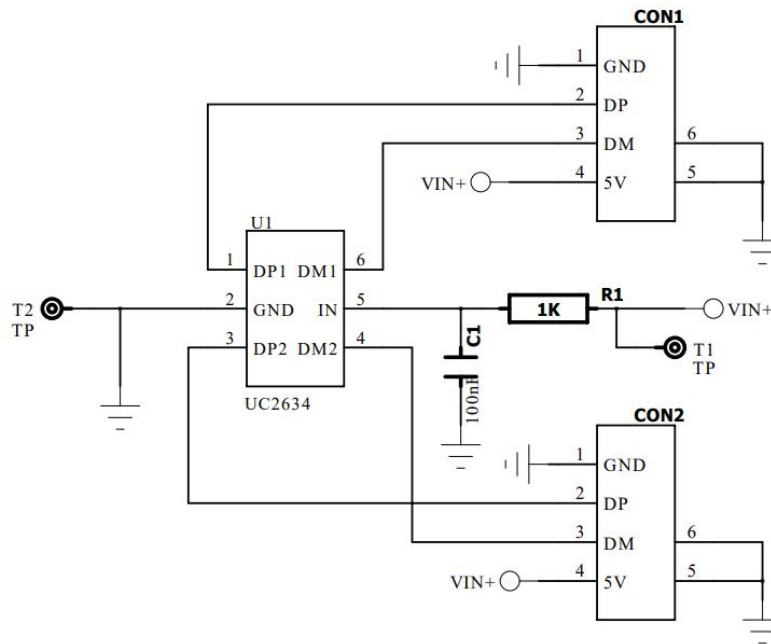 CON1
1 GND
2 DP
3 DM 6
4 5V 5
VIN+
U1
1 DP1 DM1 6
2 GND IN 5
3 DP2 DM2 4
UC2634
T2
TP
1K R1
VIN+
T1
TP
C1
100nF
CON2
1 GND
2 DP
3 DM 6
4 5V 5
VIN+